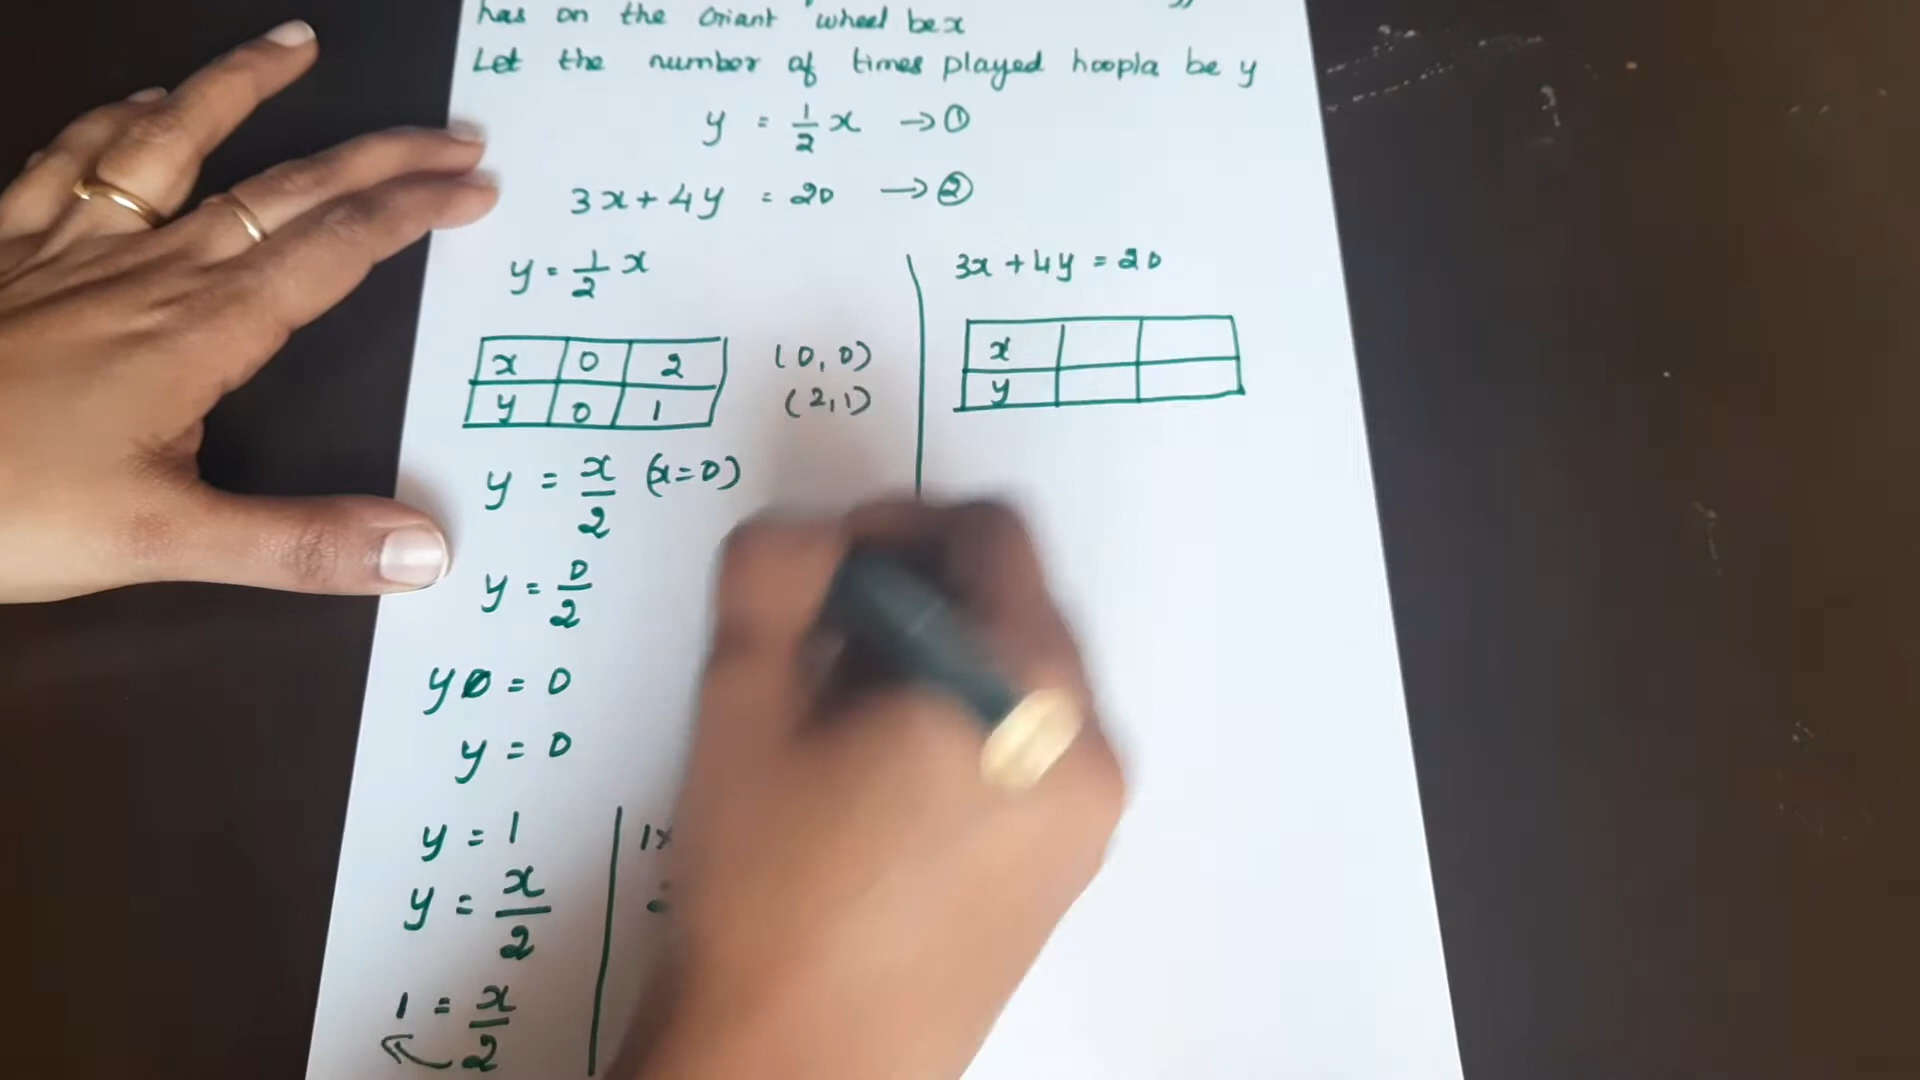 has on the Giant wheel be x
Let the number of times played hoopla be y
y = 1/2 x → ①
3x + 4y = 20 → ②
y = 1/2 x
x 0 2
y 0 1
(0, 0)
(2, 1)
y = x/2 (x = 0)
y = 0/2
y0 = 0
y = 0
y = 1
y = x/2
1 = x/2
1x
=
3x + 4y = 20
x
y